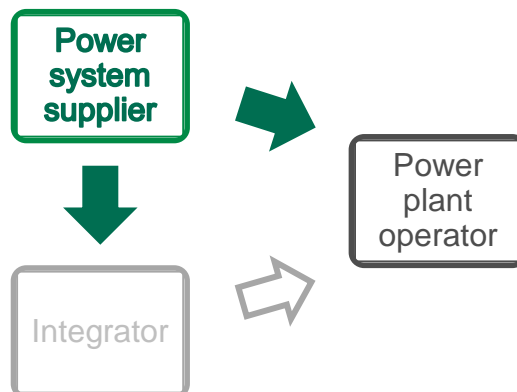 Power
system
supplier
Power
plant
operator
Integrator